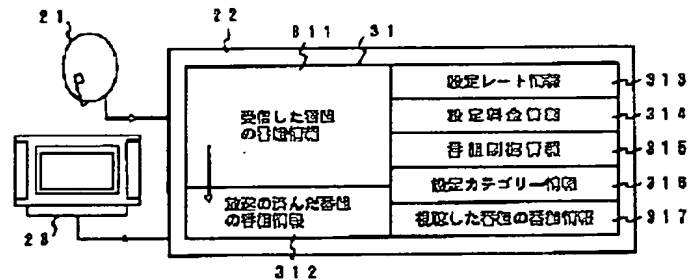 21
22
811
31
受信した番組
の番組情報
設定の済んだ番組
の番組情報
312
設定レート情報
313
設定料金情報
314
番組制限情報
315
設定カテゴリー情報
316
視聴した番組の番組情報
317
23